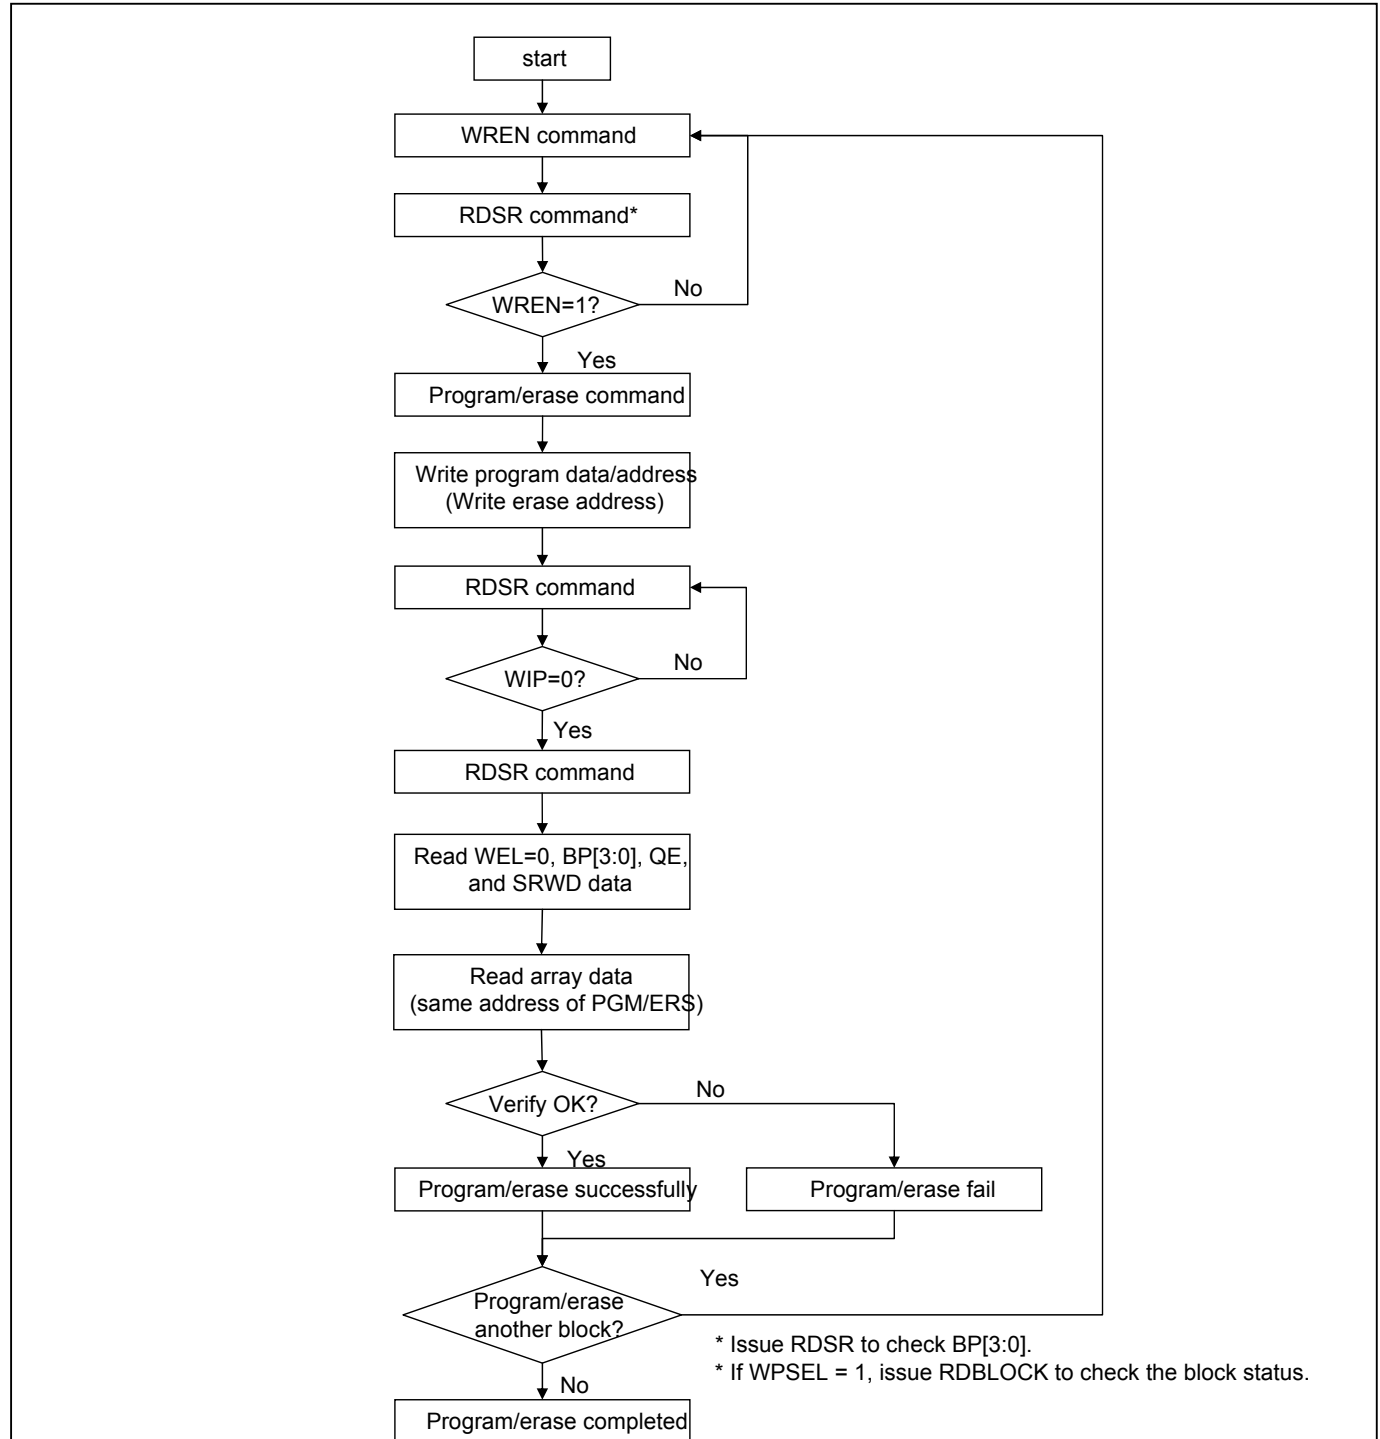 start
WREN command
RDSR command*
WREN=1?
No
Yes
Program/erase command
Write program data/address
(Write erase address)
RDSR command
WIP=0?
No
Yes
RDSR command
Read WEL=0, BP[3:0], QE,
and SRWD data
Read array data
(same address of PGM/ERS)
Verify OK?
No
Yes
Program/erase successfully
Program/erase fail
Yes
Program/erase
another block?
* Issue RDSR to check BP[3:0].
* If WPSEL = 1, issue RDBLOCK to check the block status.
No
Program/erase completed